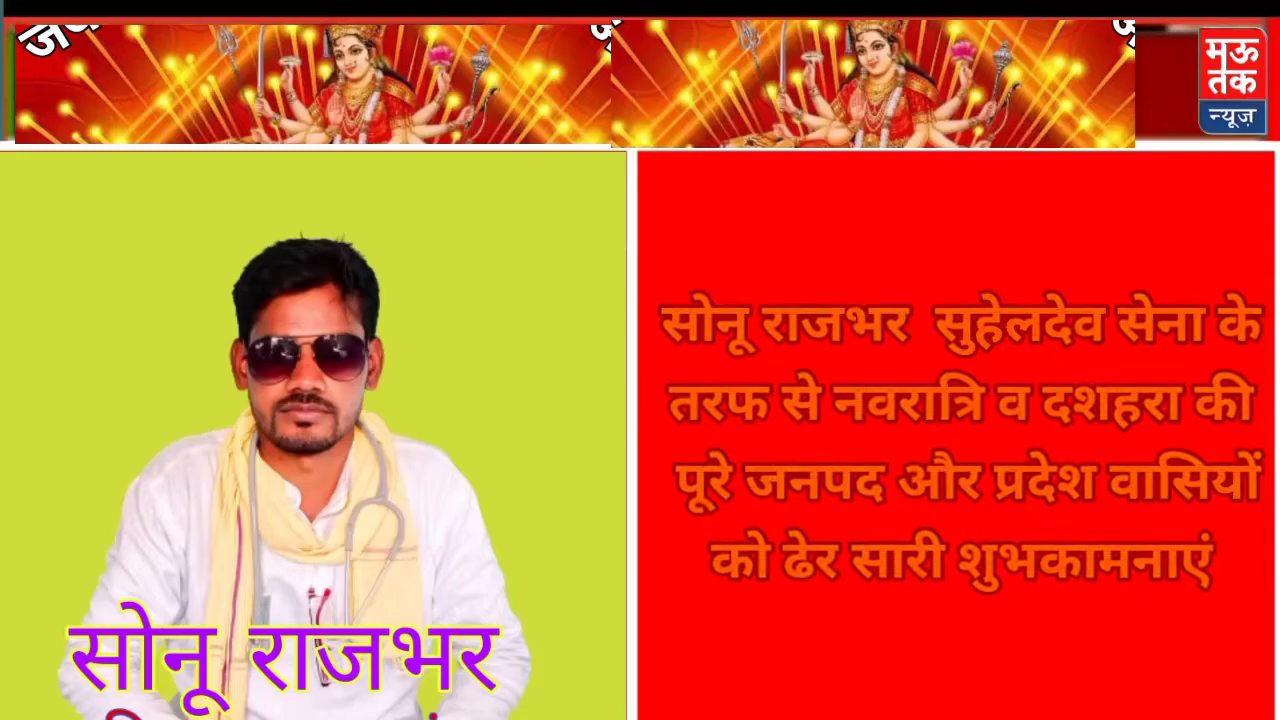 मऊ
तक
न्यूज़
सोनू राजभर सुहेलदेव सेना के
तरफ से नवरात्रि व दशहरा की
पूरे जनपद और प्रदेश वासियों
को ढेर सारी शुभकामनाएं
सोनू राजभर